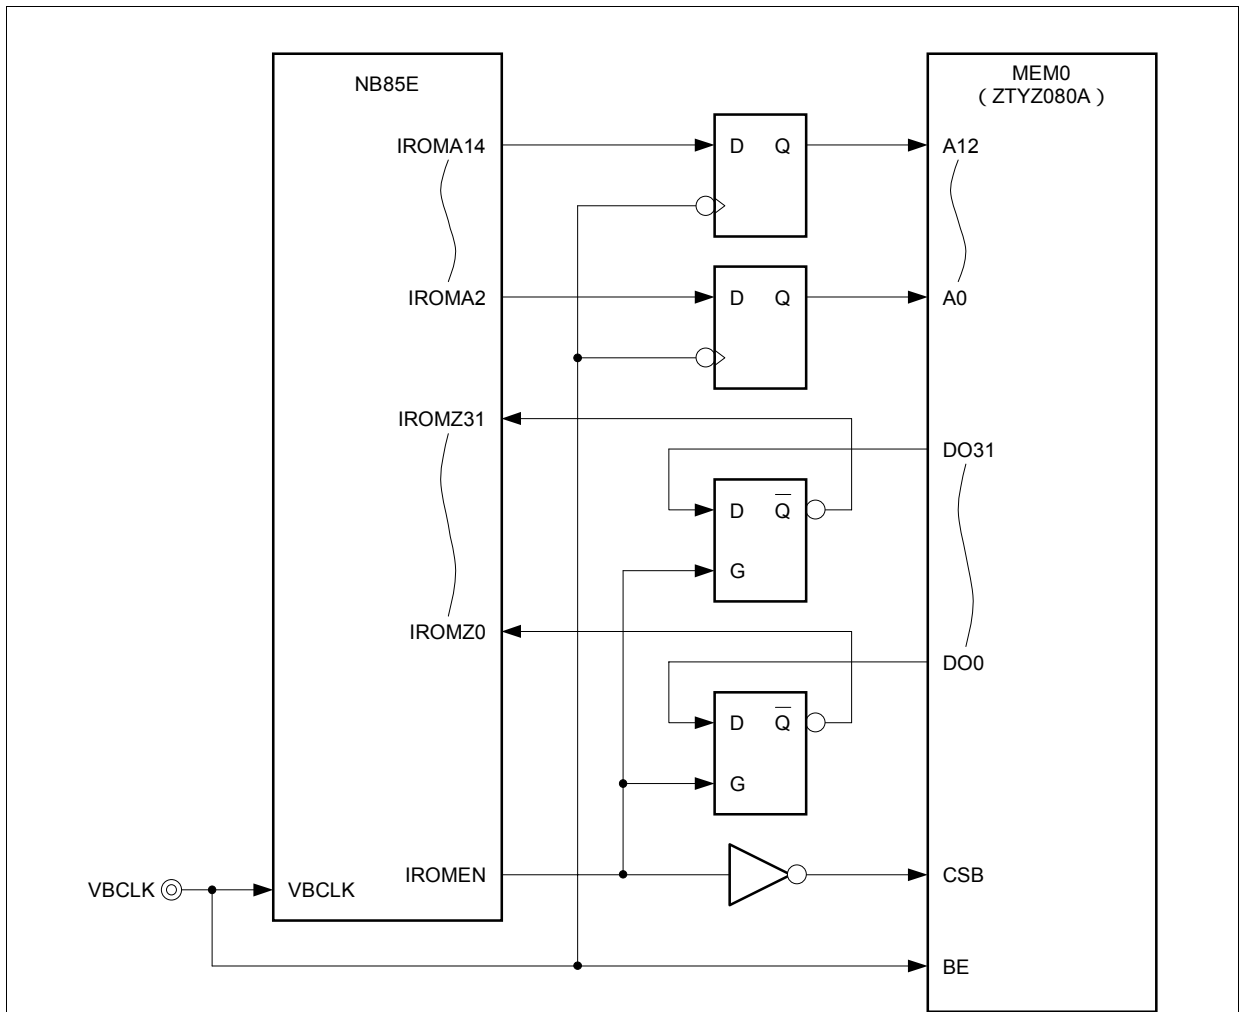 NB85E
MEM0
( ZTYZ080A )
IROMA14
D Q
A12
IROMA2
D Q
A0
IROMZ31
DO31
D Q
G
IROMZ0
DO0
D Q
G
IROMEN
CSB
VBCLK
VBCLK
BE